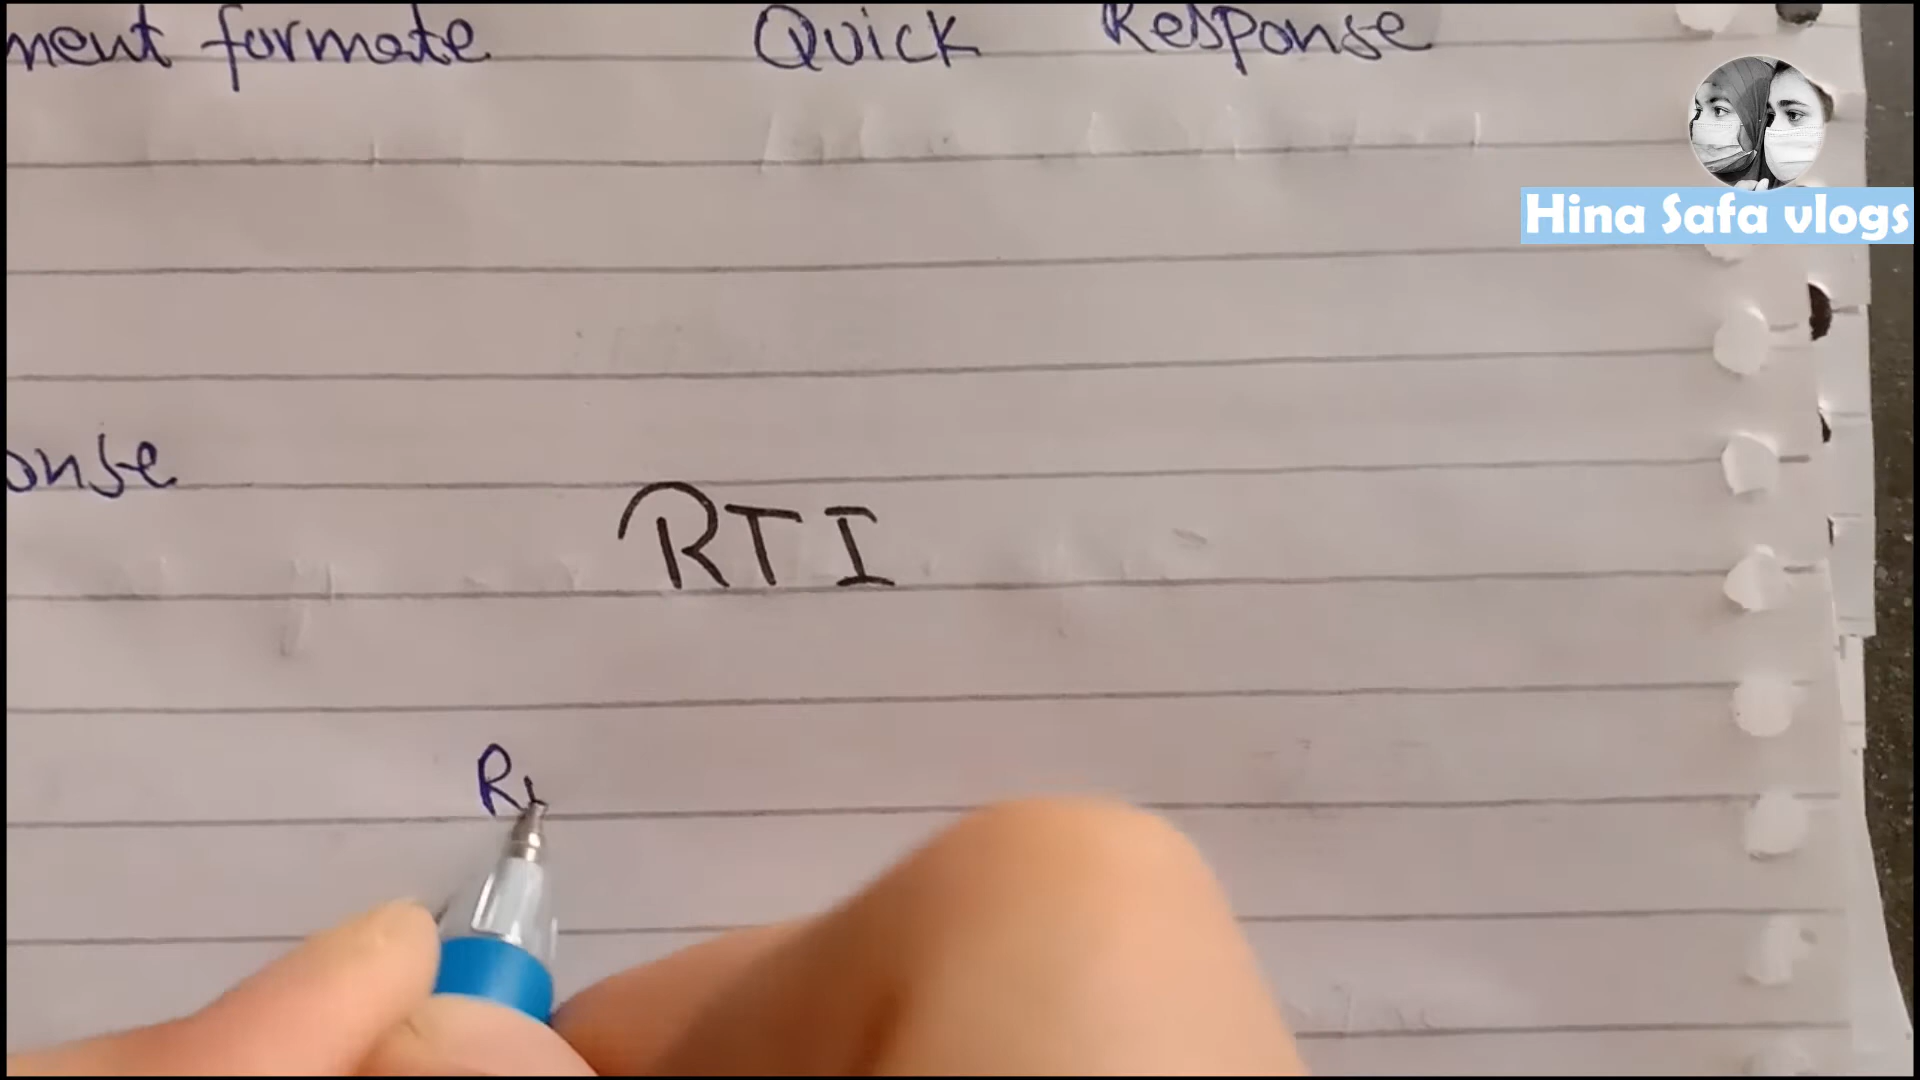 ment formate Quick Response
Hina Safa vlogs
onse
RTI
R